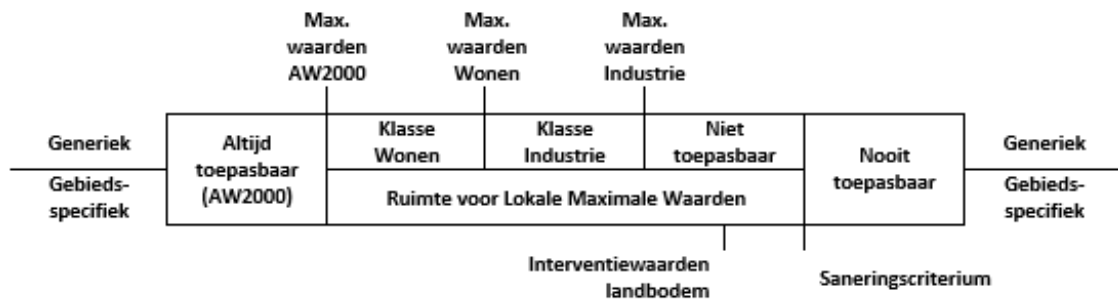 Max.
waarden
AW2000
Max.
waarden
Wonen
Max.
waarden
Industrie
Generiek
Gebieds-
specifiek
Altijd
toepasbaar
(AW2000)
Klasse
Wonen
Klasse
Industrie
Niet
toepasbaar
Ruimte voor Lokale Maximale Waarden
Nooit
toepasbaar
Generiek
Gebieds-
specifiek
Interventiewaarden
landbodem
Saneringscriterium